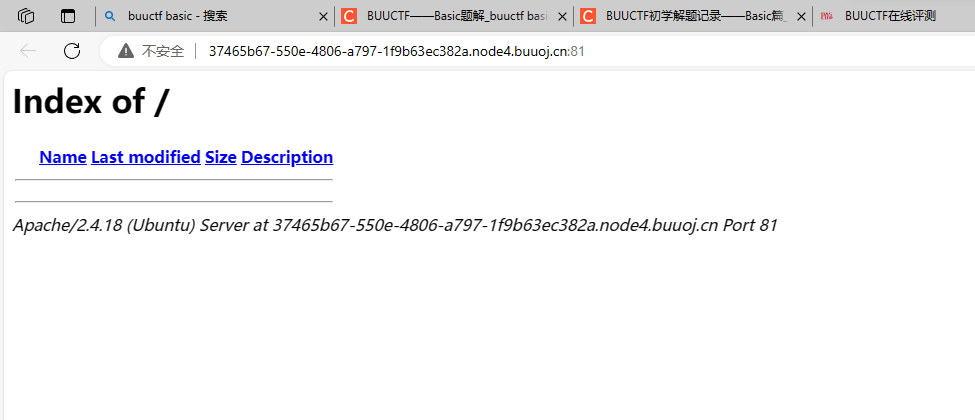 buuctf basic - 搜索
BUUCTF——Basic题解_buuctf basi
BUUCTF初学解题记录——Basic篇_
BUUCTF在线评测
不安全 37465b67-550e-4806-a797-1f9b63ec382a.node4.buuoj.cn:81
Index of /
Name Last modified Size Description
Apache/2.4.18 (Ubuntu) Server at 37465b67-550e-4806-a797-1f9b63ec382a.node4.buuoj.cn Port 81